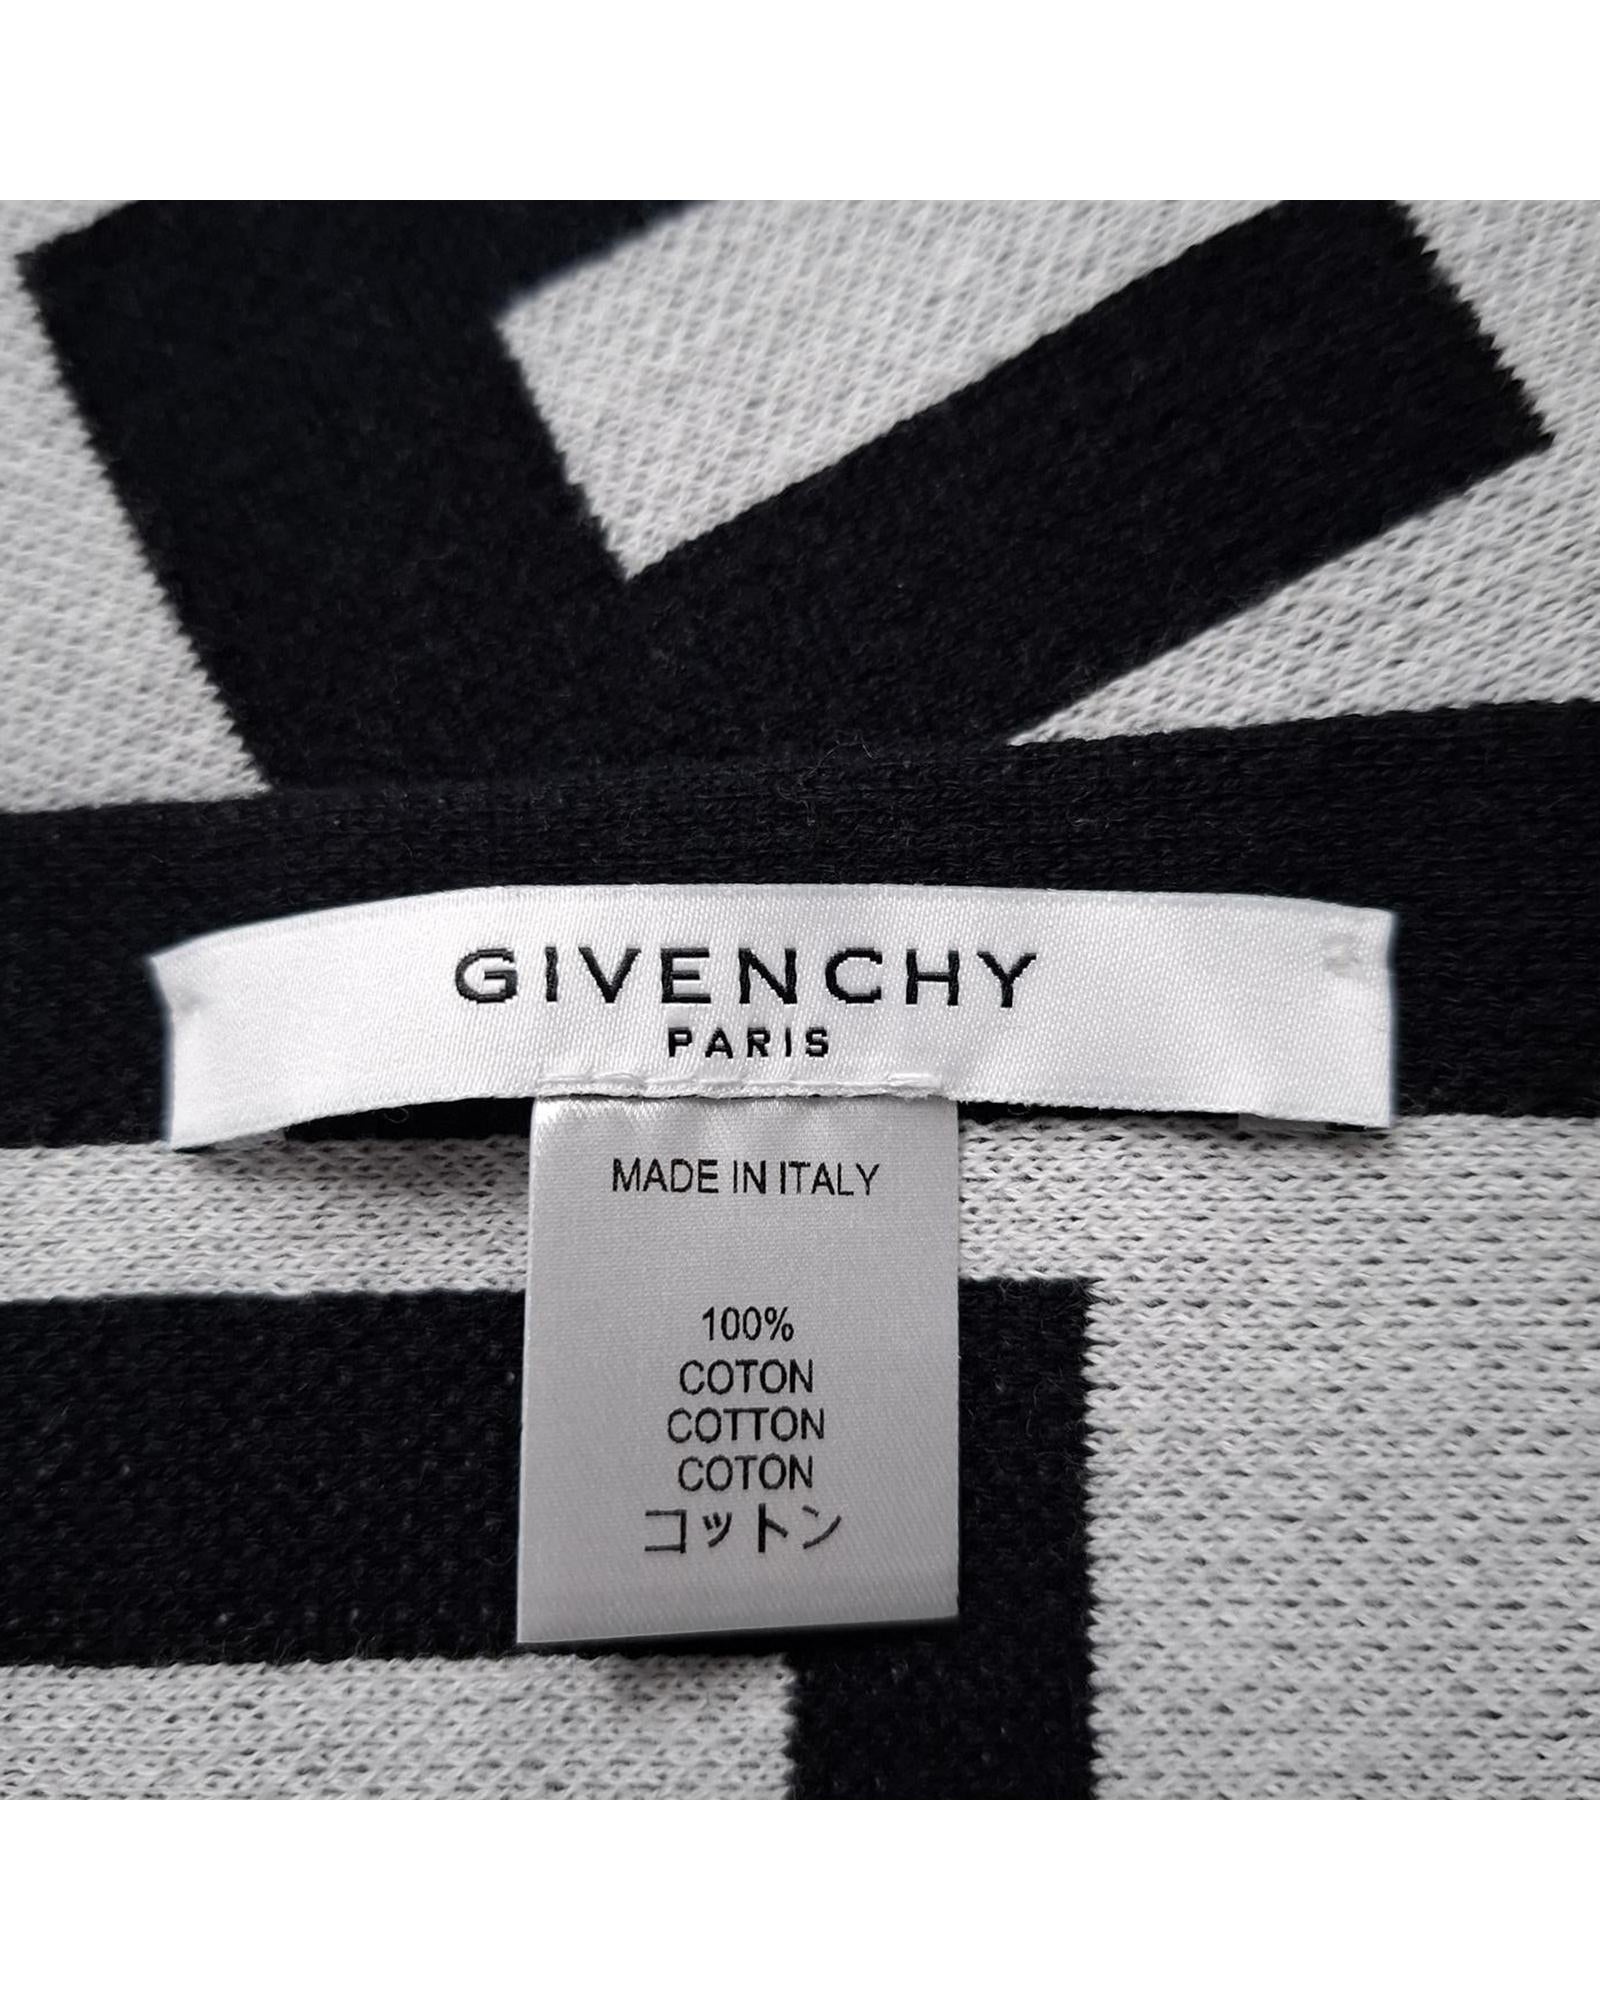 GIVENCHY
PARIS
MADE IN ITALY
100%
COTON
COTTON
COTON
コットン